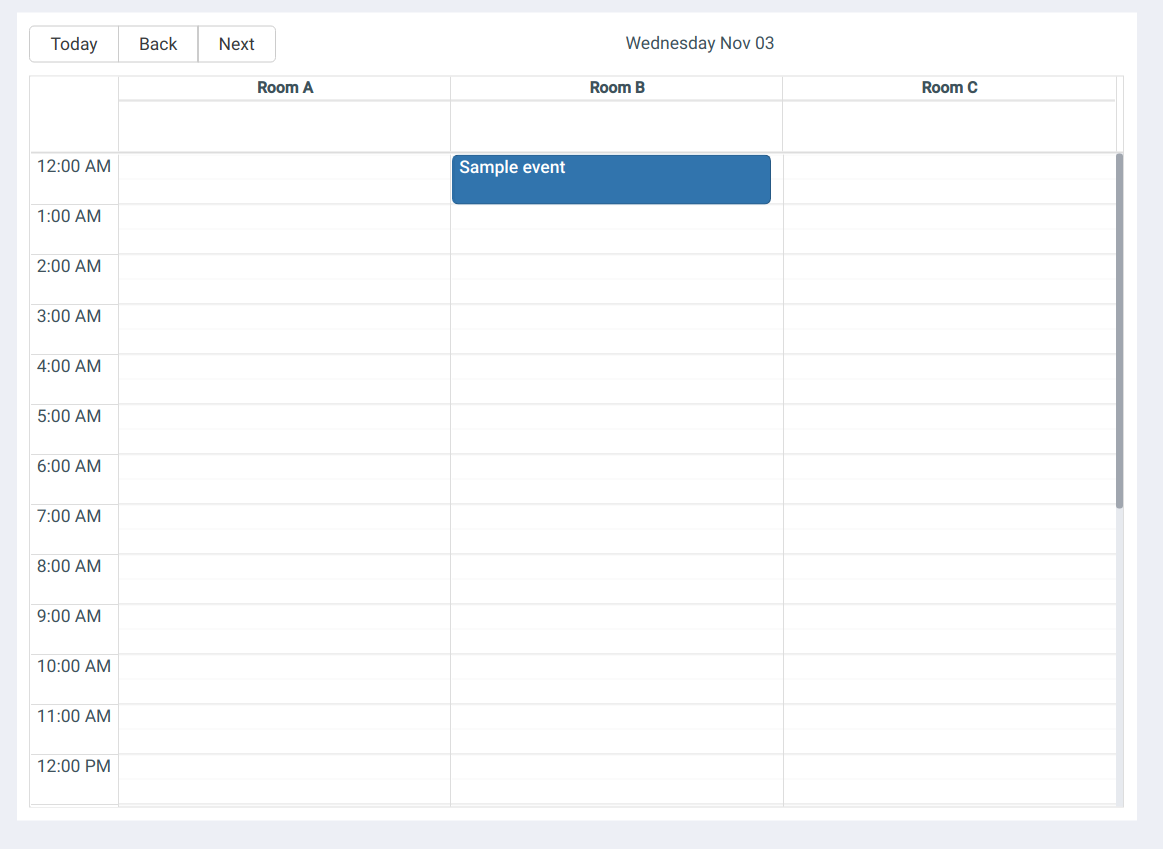 Today Back Next Wednesday Nov 03
Room A Room B Room C
12:00 AM Sample event
1:00 AM
2:00 AM
3:00 AM
4:00 AM
5:00 AM
6:00 AM
7:00 AM
8:00 AM
9:00 AM
10:00 AM
11:00 AM
12:00 PM